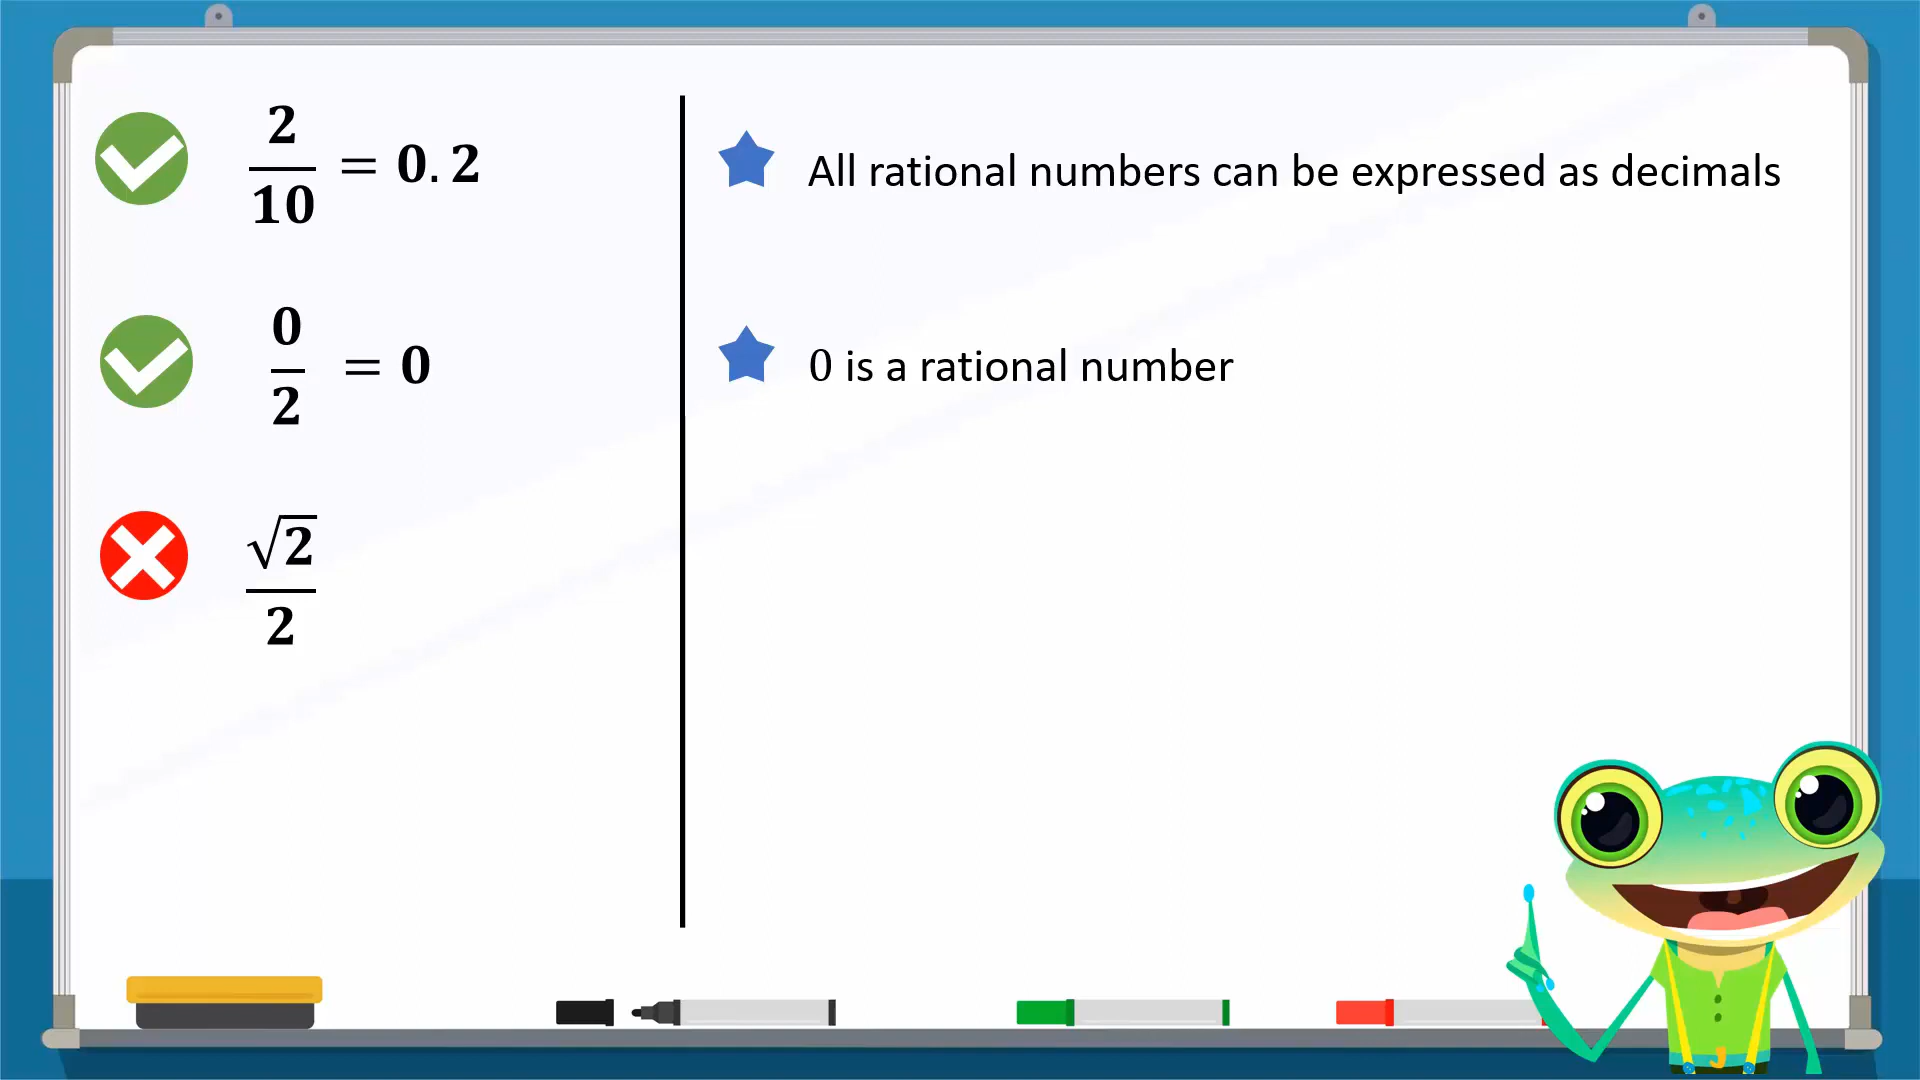 2/10 = 0.2
All rational numbers can be expressed as decimals
0/2 = 0
0 is a rational number
√2/2